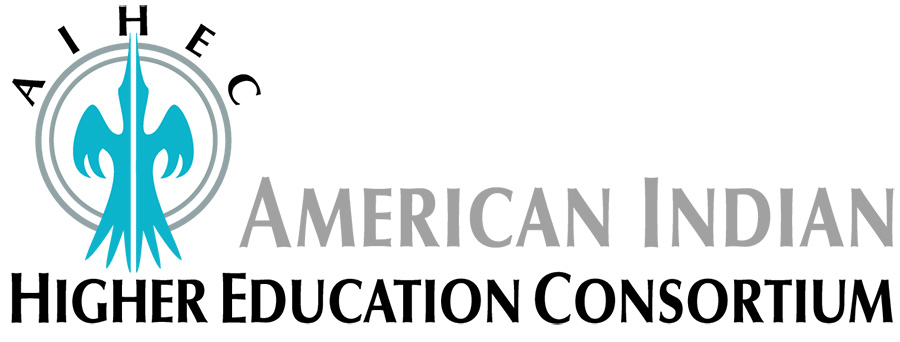 AIHEC
AMERICAN INDIAN
HIGHER EDUCATION CONSORTIUM